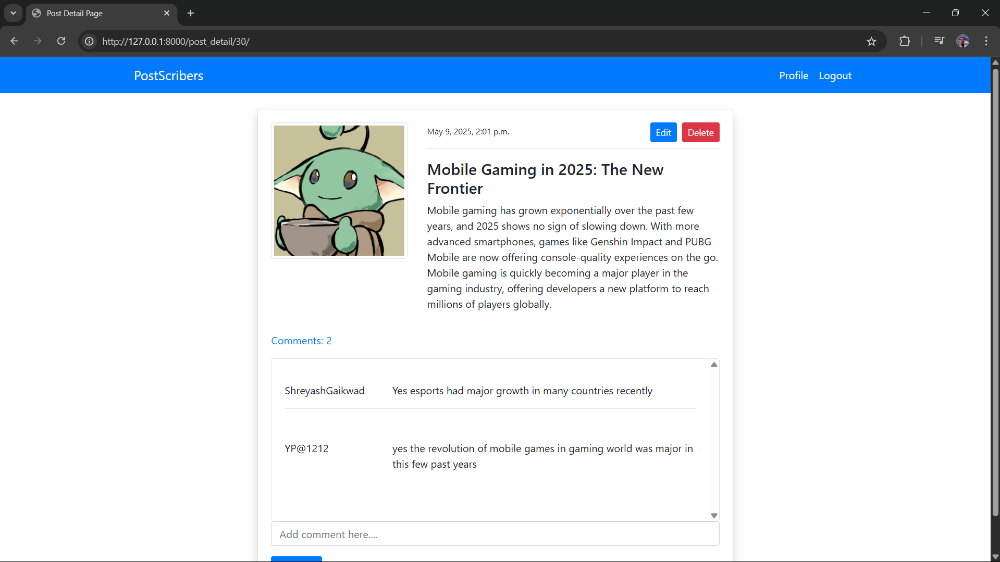 Post Detail Page
http://127.0.0.1:8000/post_detail/30/
PostScribers
Profile Logout
May 9, 2025, 2:01 p.m.
Edit Delete
Mobile Gaming in 2025: The New
Frontier
Mobile gaming has grown exponentially over the past few
years, and 2025 shows no sign of slowing down. With more
advanced smartphones, games like Genshin Impact and PUBG
Mobile are now offering console-quality experiences on the go.
Mobile gaming is quickly becoming a major player in the
gaming industry, offering developers a new platform to reach
millions of players globally.
Comments: 2
ShreyashGaikwad Yes esports had major growth in many countries recently
YP@1212 yes the revolution of mobile games in gaming world was major in
this few past years
Add comment here....